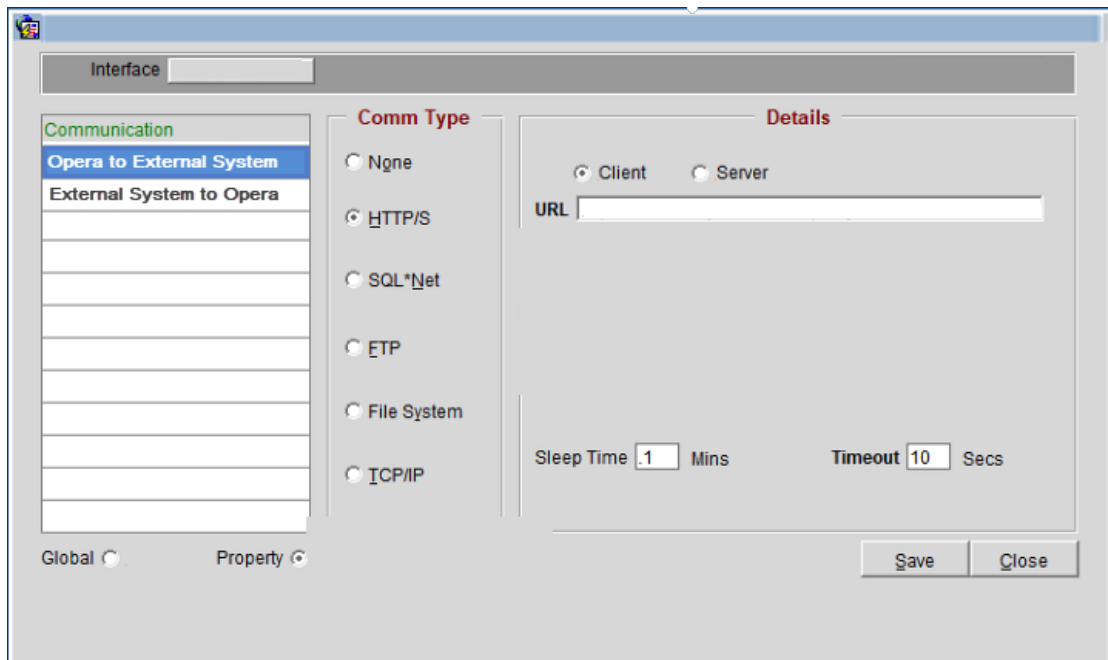 Interface
Communication
Opera to External System
External System to Opera
Comm Type
None
HTTP/S
SQL*Net
FTP
File System
TCP/IP
Details
Client Server
URL
Sleep Time .1 Mins Timeout 10 Secs
Global Property
Save Close